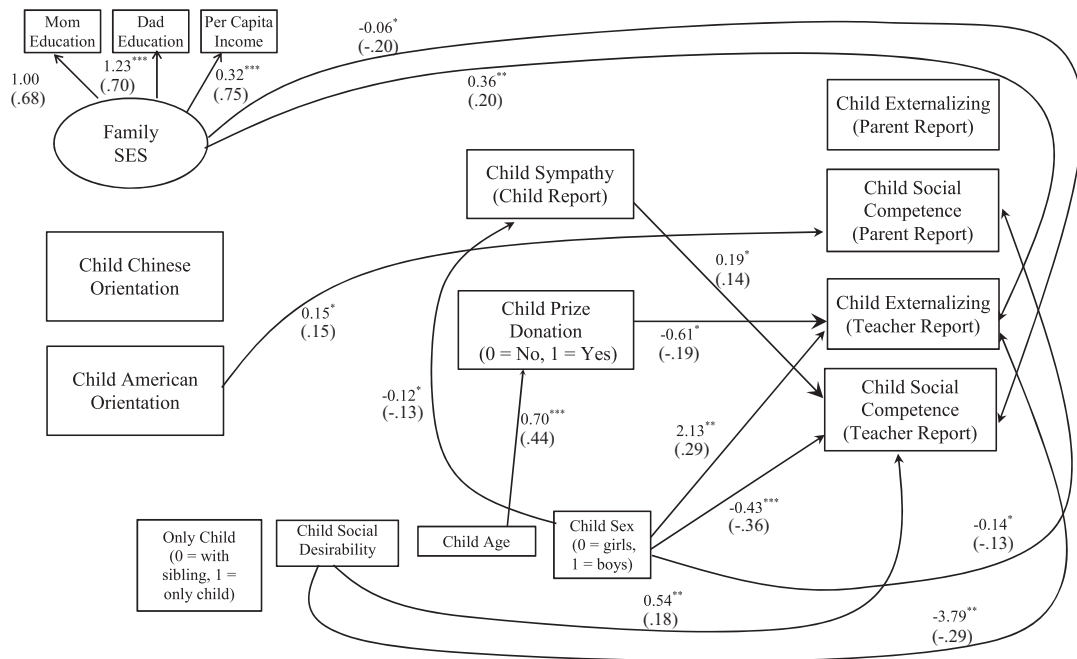 Mom
Education
Dad
Education
Per Capita
Income
1.00
(.68)
1.23***
(.70)
0.32***
(.75)
-0.06*
(-.20)
0.36**
(.20)
Family
SES
Child Externalizing
(Parent Report)
Child Sympathy
(Child Report)
Child Social
Competence
(Parent Report)
Child Chinese
Orientation
0.19*
(.14)
Child Prize
Donation
(0 = No, 1 = Yes)
Child Externalizing
(Teacher Report)
0.15*
(.15)
-0.61*
(-.19)
Child American
Orientation
Child Social
Competence
(Teacher Report)
-0.12*
(-.13)
0.70***
(.44)
2.13**
(.29)
-0.43***
(-.36)
Only Child
(0 = with
sibling, 1 =
only child)
Child Social
Desirability
Child Age
Child Sex
(0 = girls,
1 = boys)
-0.14*
(-.13)
0.54**
(.18)
-3.79**
(-.29)